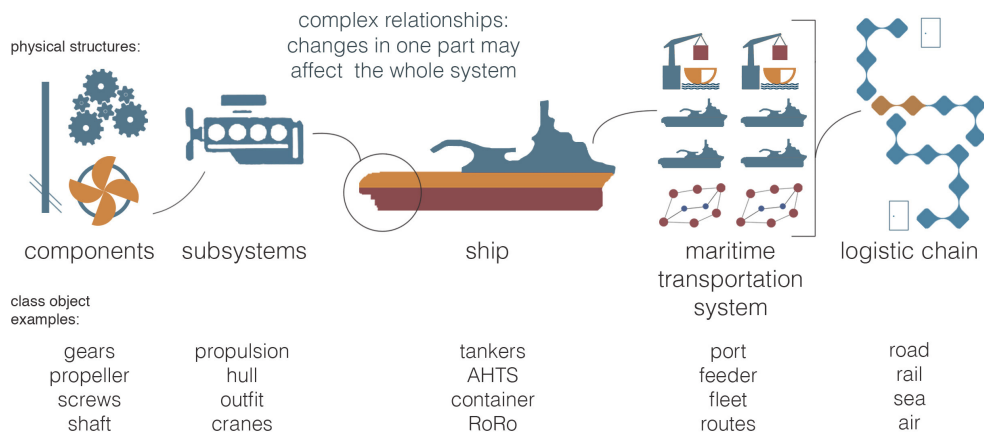 complex relationships:
changes in one part may
affect the whole system
physical structures:
components
subsystems
ship
maritime
transportation
system
logistic chain
class object
examples:
gears
propeller
screws
shaft
propulsion
hull
outfit
cranes
tankers
AHTS
container
RoRo
port
feeder
fleet
routes
road
rail
sea
air